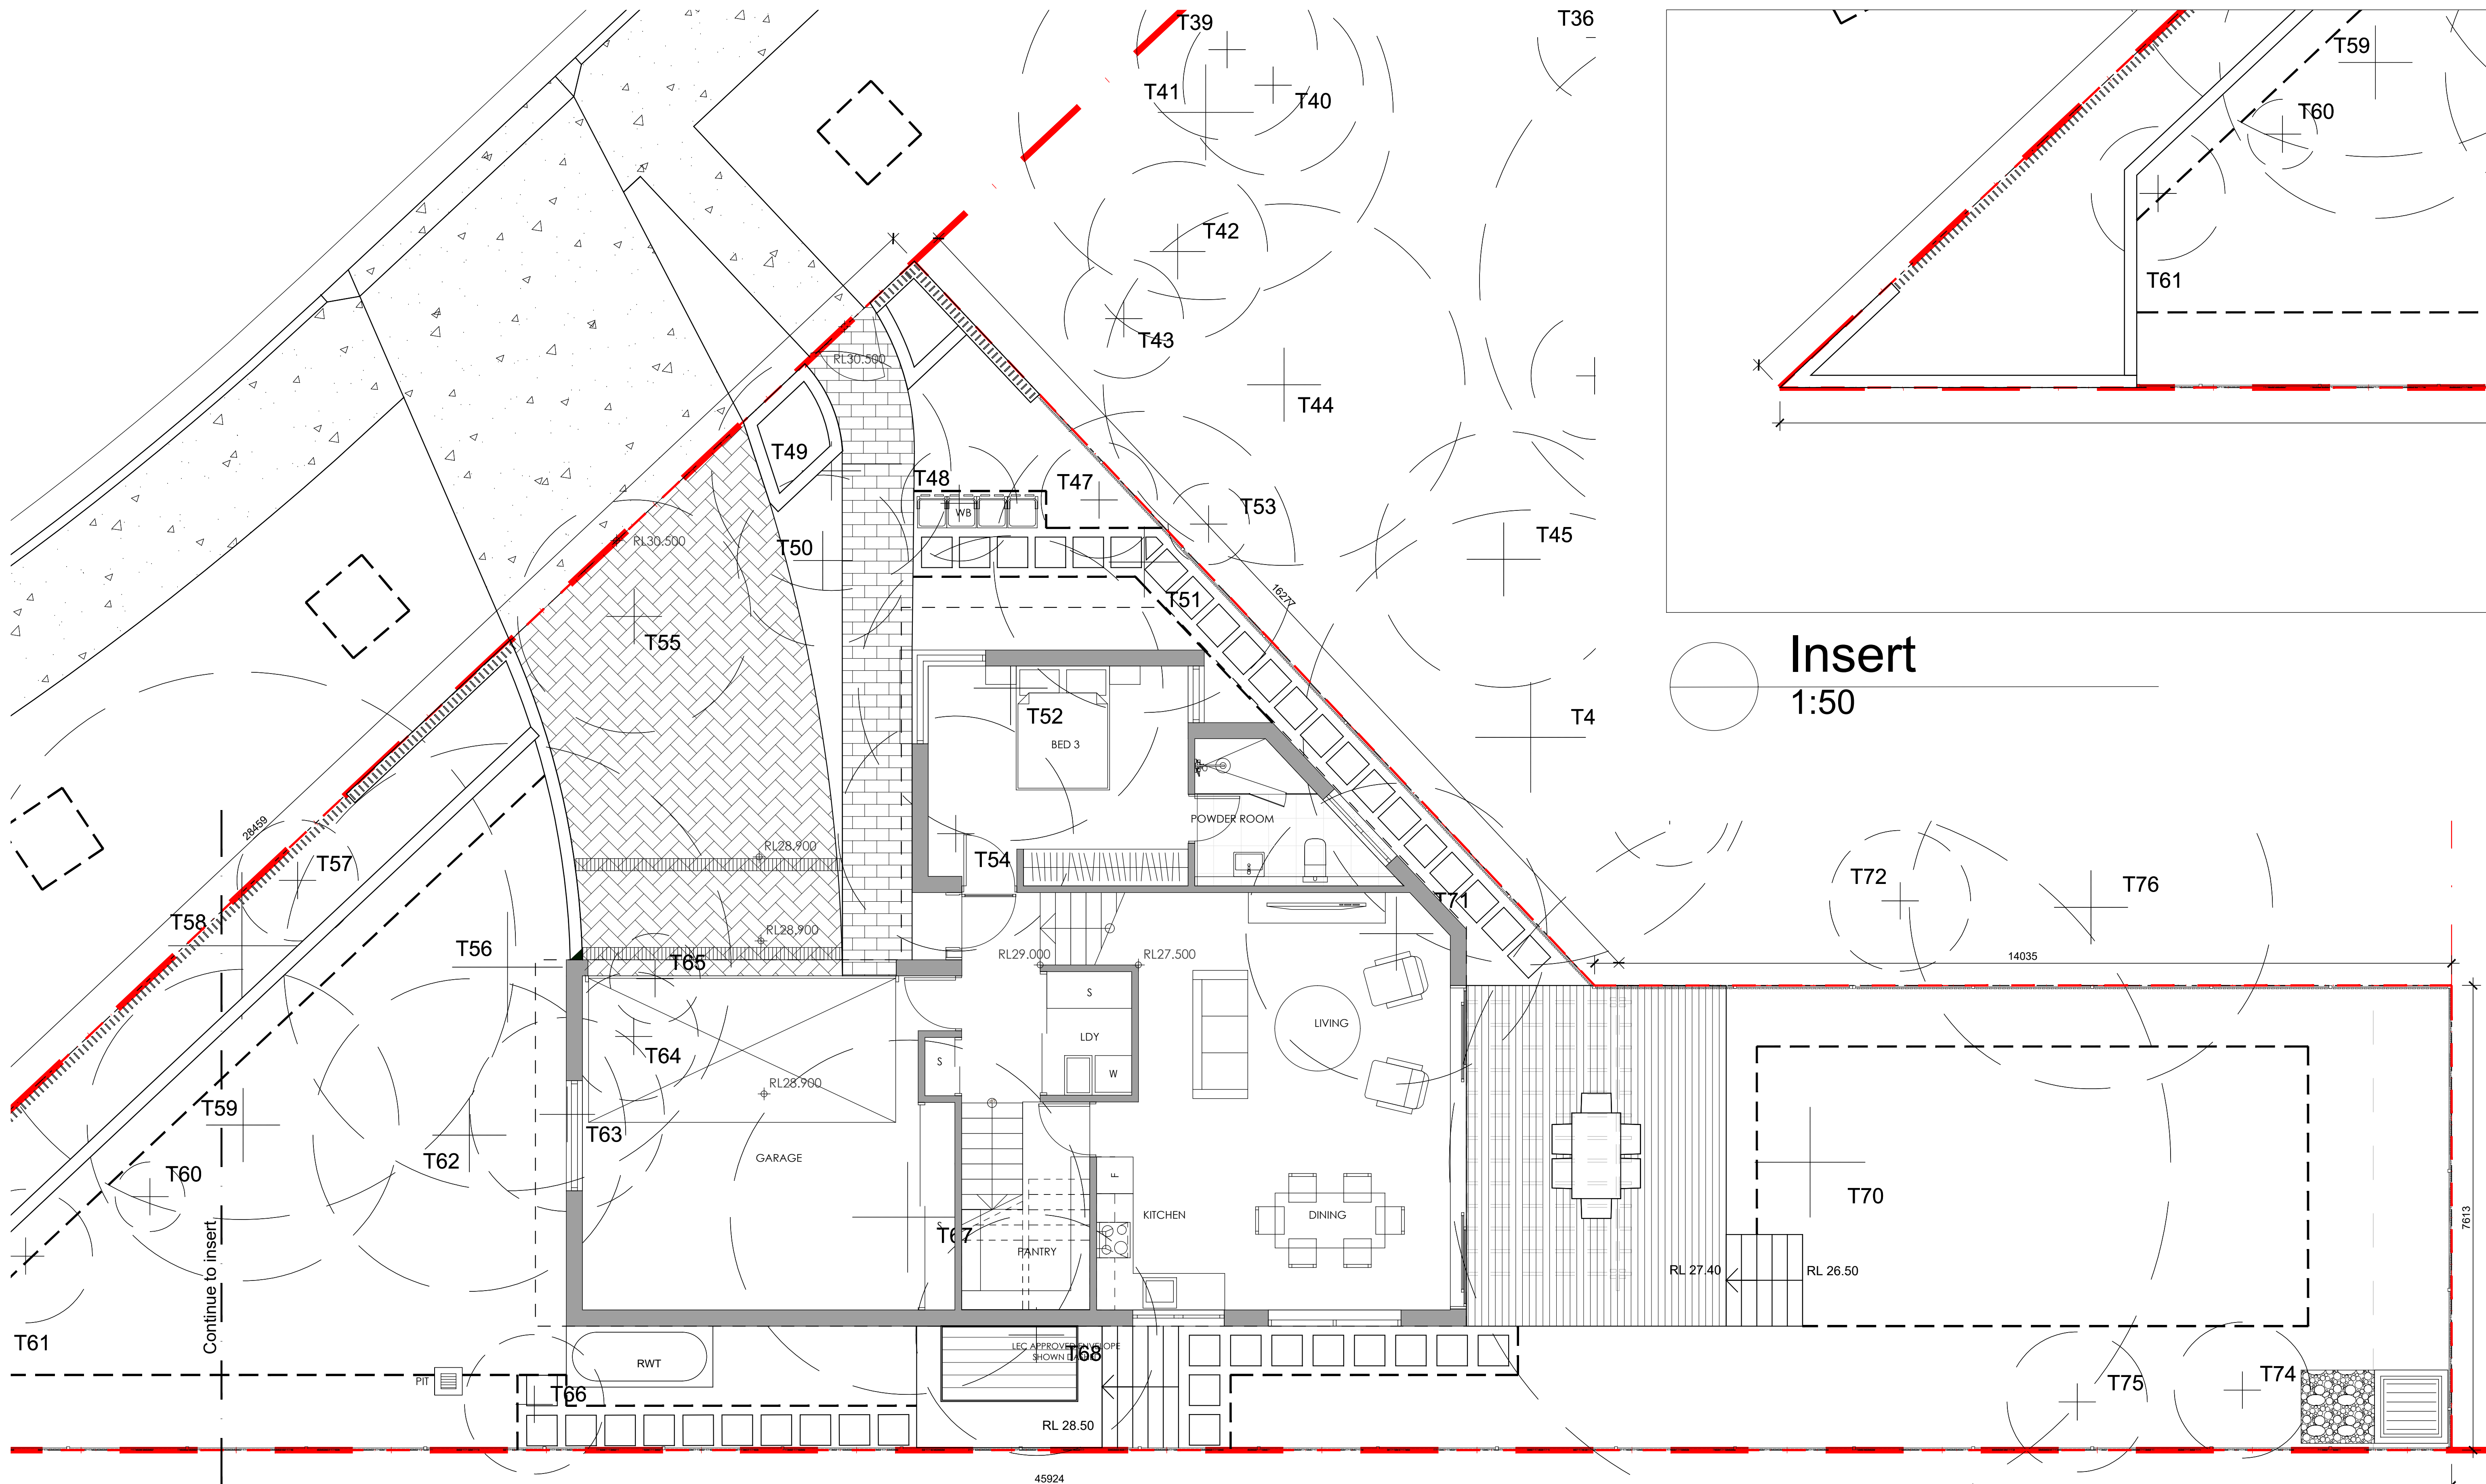 T39
T36
T41
T40
T42
T43
T44
T59
T60
T61
RL30.500
T49
T48
T47
T53
WB
T45
RL30.500
T50
T51
16277
T55
Insert
1:50
T52
T4
BED 3
28459
POWDER ROOM
RL28.900
T54
T57
T72
T76
T71
T58
T56
RL28.900
RL29.000
RL27.500
14035
T65
S
LIVING
LDY
T64
S
W
RL28.900
T59
T63
T62
GARAGE
T60
F
T70
KITCHEN
DINING
7613
S
T67
PANTRY
Continue to insert
RL 27.40
RL 26.50
T61
LEC APPROVED ENVELOPE
SHOWN
T68
RWT
PIT
T66
T75
T74
RL 28.50
45924